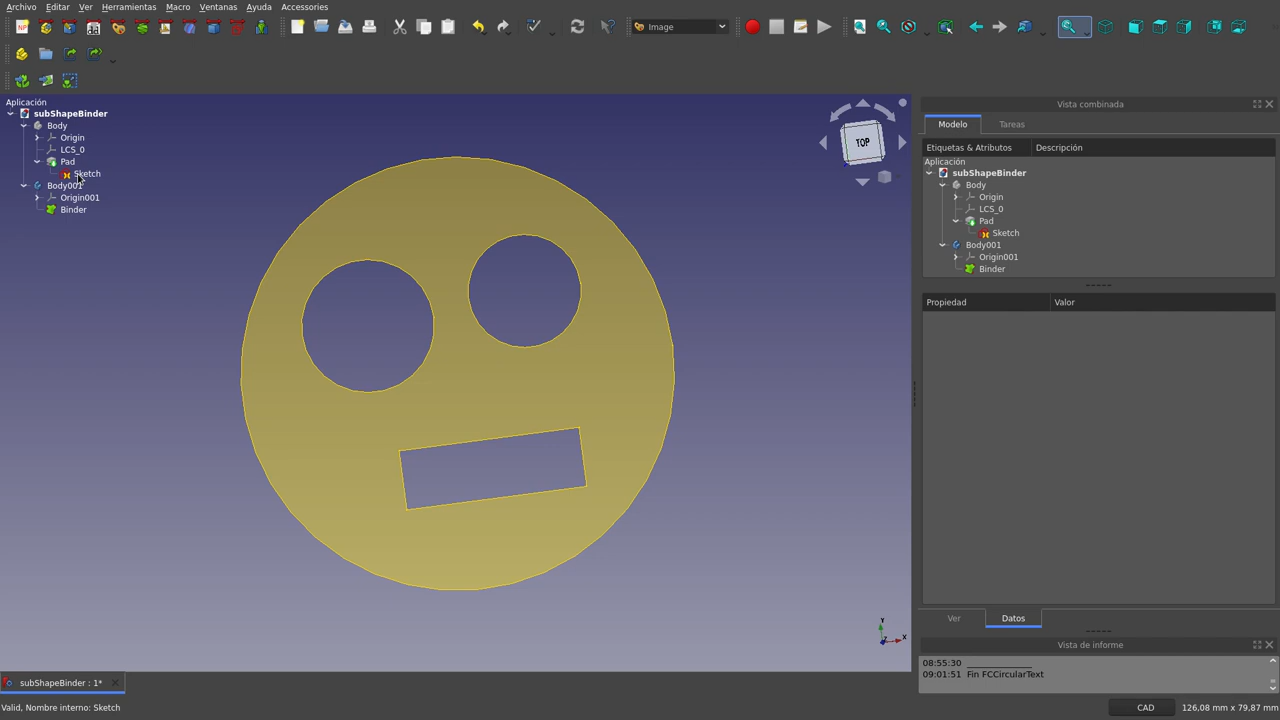 Archivo Editar Ver Herramientas Macro Ventanas Ayuda Accessories
Image
Aplicación
subShapeBinder
Body
Origin
LCS_0
Pad
Sketch
Body001
Origin001
Binder
TOP
Y
X
Z
Vista combinada
Modelo Tareas
Etiquetas & Atributos Descripción
Aplicación
subShapeBinder
Body
Origin
LCS_0
Pad
Sketch
Body001
Origin001
Binder
Propiedad Valor
Ver Datos
Vista de informe
08:55:30 ______________
09:01:51 Fin FCCircularText
subShapeBinder : 1*
Valid, Nombre interno: Sketch
CAD 126,08 mm x 79,87 mm